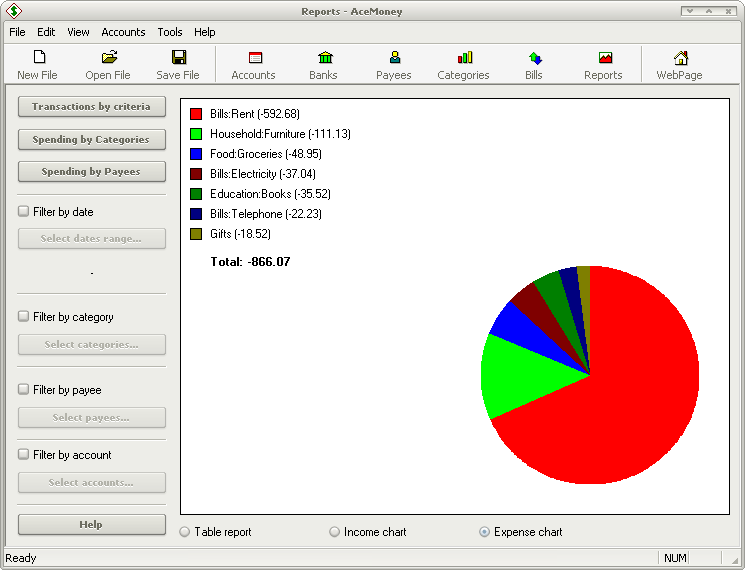 Reports - AceMoney
File Edit View Accounts Tools Help
New File Open File Save File Accounts Banks Payees Categories Bills Reports WebPage
Transactions by criteria
Spending by Categories
Spending by Payees
Filter by date
Select dates range...
-
Filter by category
Select categories...
Filter by payee
Select payees...
Filter by account
Select accounts...
Help
Bills:Rent (-592.68)
Household:Furniture (-111.13)
Food:Groceries (-48.95)
Bills:Electricity (-37.04)
Education:Books (-35.52)
Bills:Telephone (-22.23)
Gifts (-18.52)
Total: -866.07
Table report Income chart Expense chart
Ready NUM